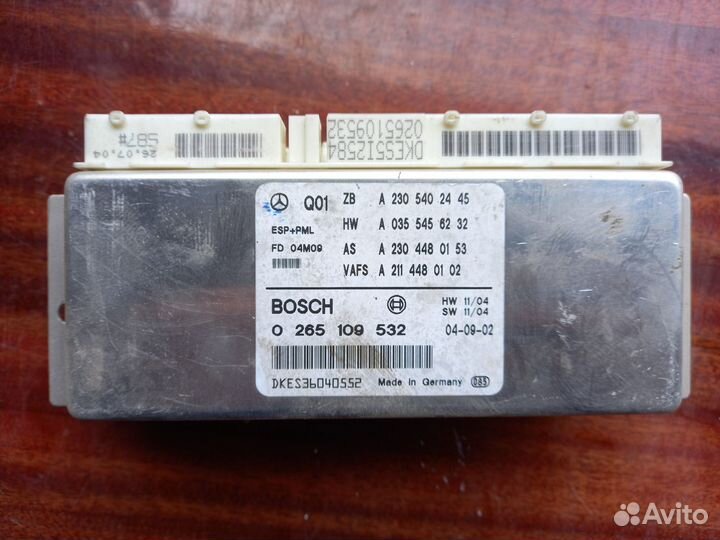 26.07.04
587#
DKES5I2584
0265109532
Q01
ZB A 230 540 24 45
ESP+PML
HW A 035 545 62 32
FD 04M09
AS A 230 448 01 53
VAFS A 211 448 01 02
BOSCH
HW 11/04
SW 11/04
0 265 109 532
04-09-02
DKES36040552
Made in Germany
085
Avito